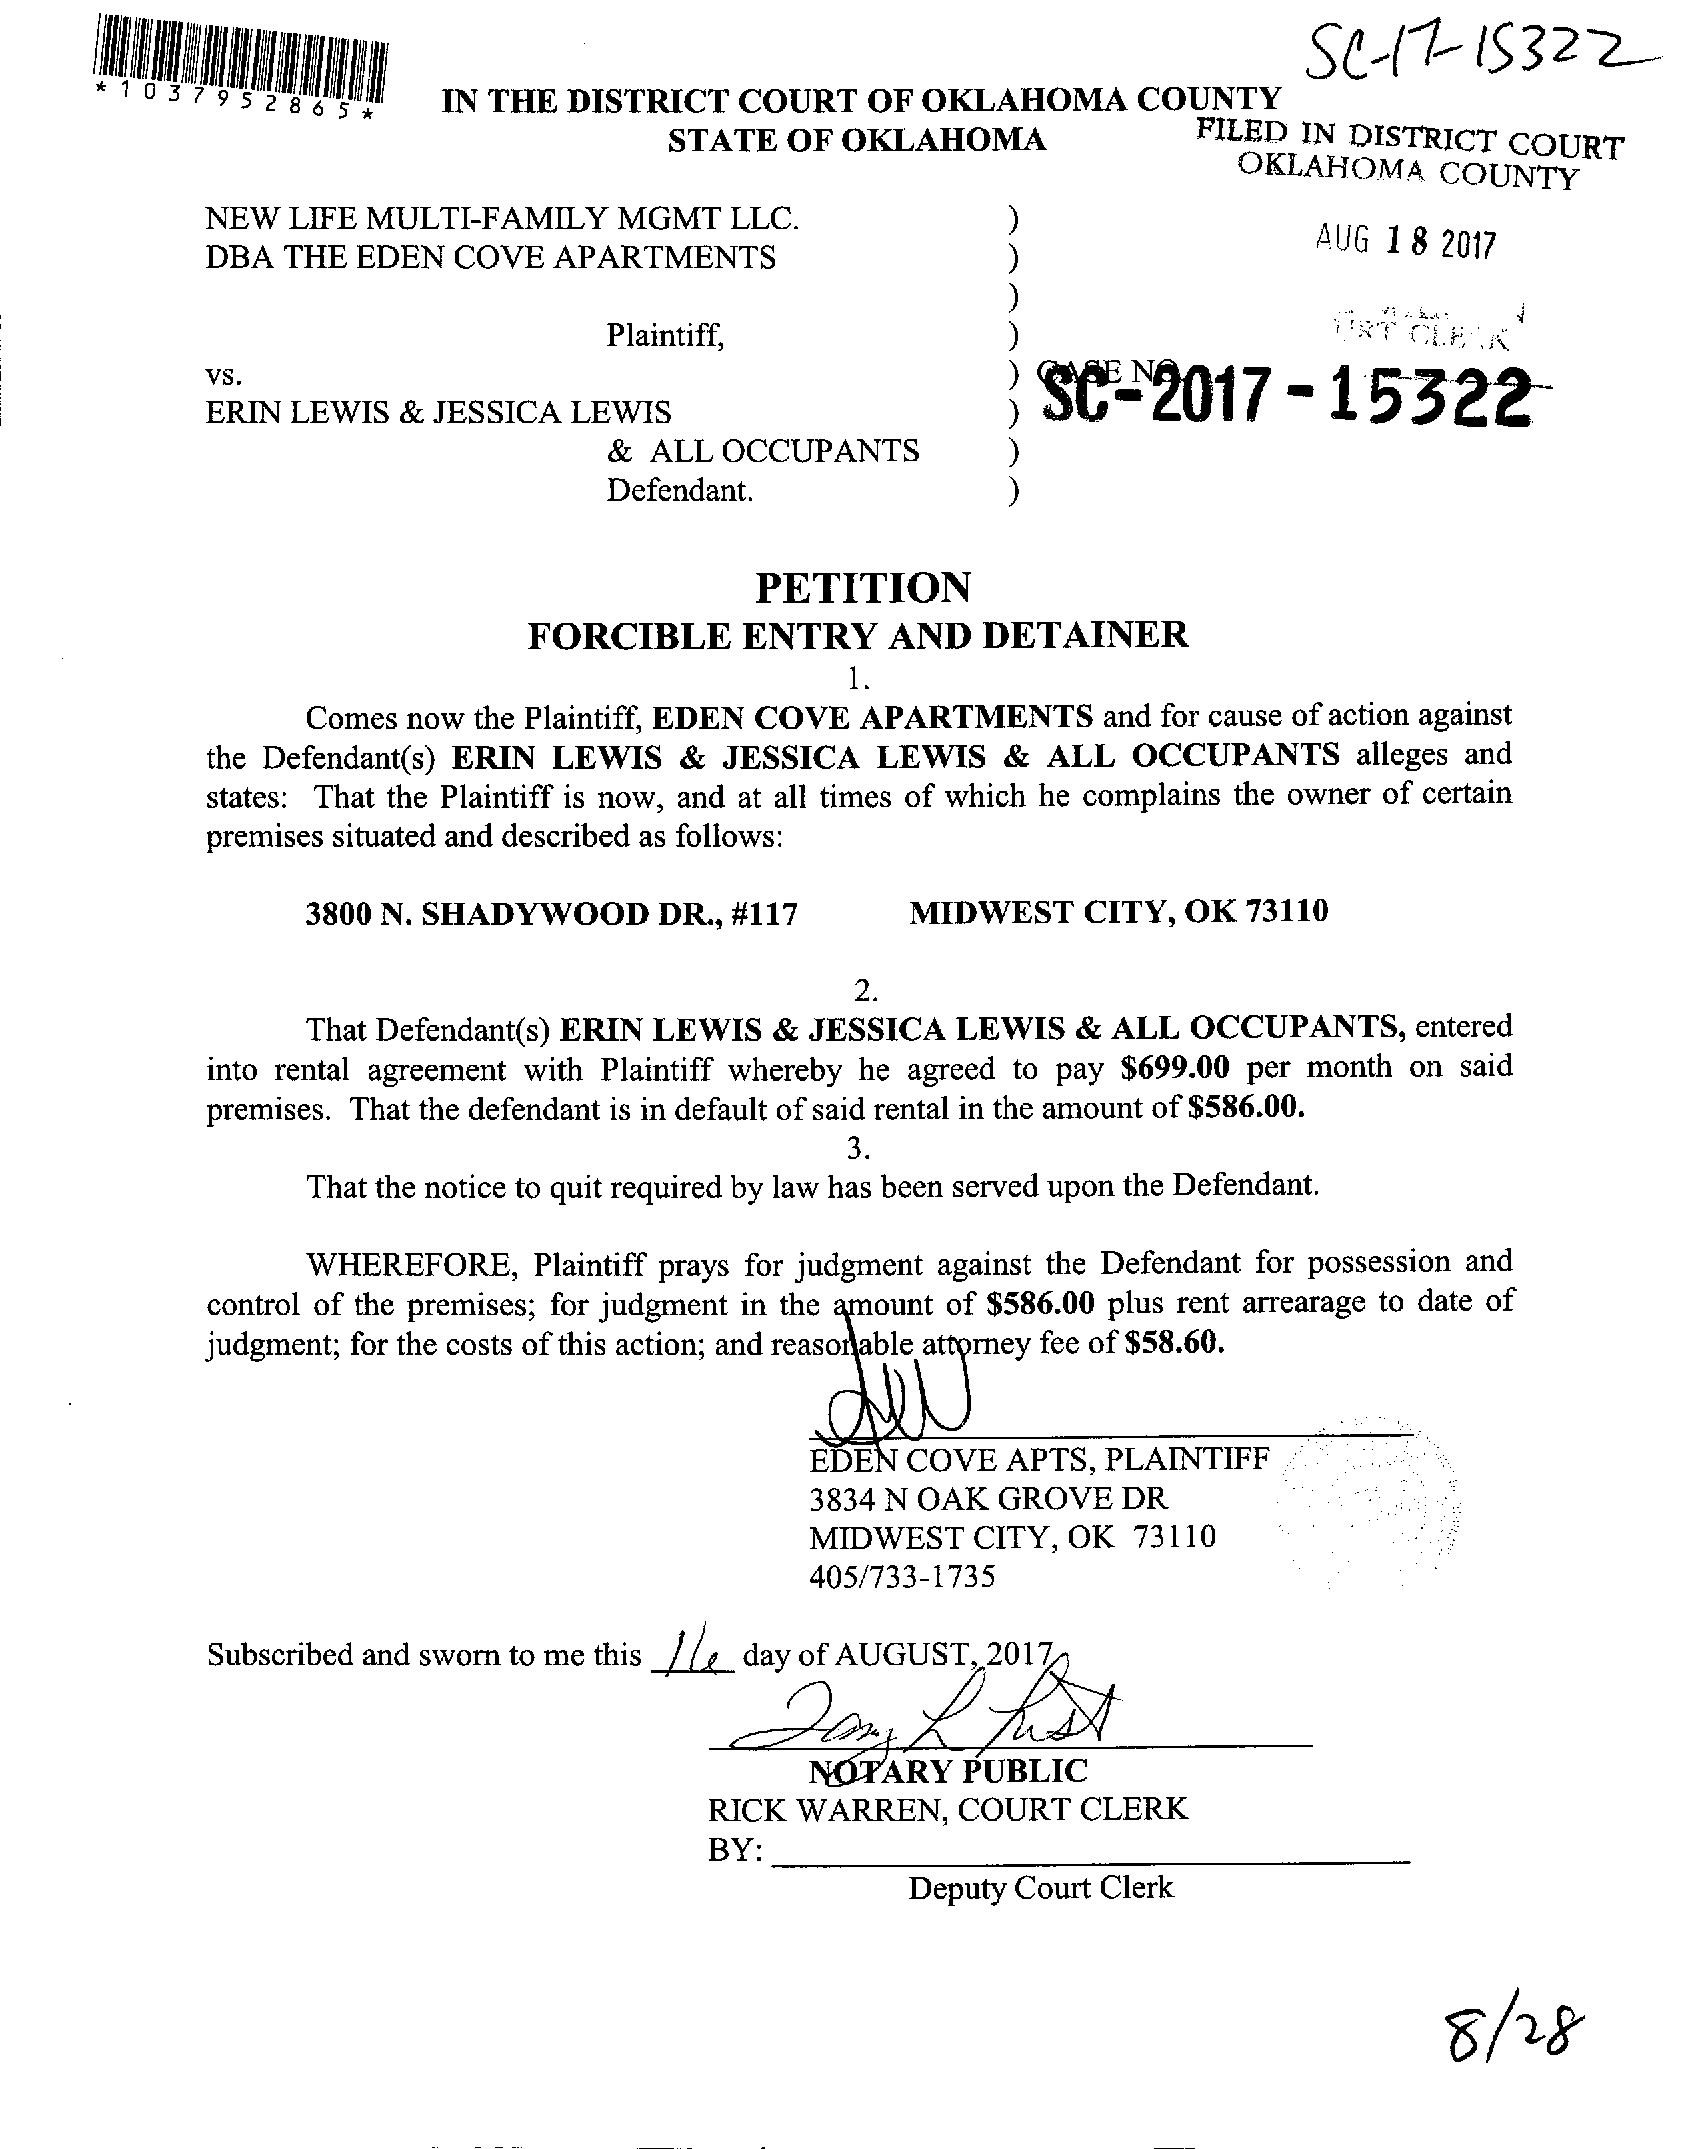 SC-17-15322
*1037952865*
IN THE DISTRICT COURT OF OKLAHOMA COUNTY
STATE OF OKLAHOMA
FILED IN DISTRICT COURT
OKLAHOMA COUNTY
AUG 18 2017
NEW LIFE MULTI-FAMILY MGMT LLC. )
DBA THE EDEN COVE APARTMENTS )
)
Plaintiff, )
CLERK
vs. ) CASE NO.
SC-2017-15322
ERIN LEWIS & JESSICA LEWIS )
& ALL OCCUPANTS )
Defendant. )
PETITION
FORCIBLE ENTRY AND DETAINER
1.
Comes now the Plaintiff, EDEN COVE APARTMENTS and for cause of action against
the Defendant(s) ERIN LEWIS & JESSICA LEWIS & ALL OCCUPANTS alleges and
states: That the Plaintiff is now, and at all times of which he complains the owner of certain
premises situated and described as follows:
3800 N. SHADYWOOD DR., #117 MIDWEST CITY, OK 73110
2.
That Defendant(s) ERIN LEWIS & JESSICA LEWIS & ALL OCCUPANTS, entered
into rental agreement with Plaintiff whereby he agreed to pay $699.00 per month on said
premises. That the defendant is in default of said rental in the amount of $586.00.
3.
That the notice to quit required by law has been served upon the Defendant.
WHEREFORE, Plaintiff prays for judgment against the Defendant for possession and
control of the premises; for judgment in the amount of $586.00 plus rent arrearage to date of
judgment; for the costs of this action; and reasonable attorney fee of $58.60.
EDEN COVE APTS, PLAINTIFF
3834 N OAK GROVE DR
MIDWEST CITY, OK 73110
405/733-1735
Subscribed and sworn to me this 16 day of AUGUST, 2017
NOTARY PUBLIC
RICK WARREN, COURT CLERK
BY:
Deputy Court Clerk
8/28